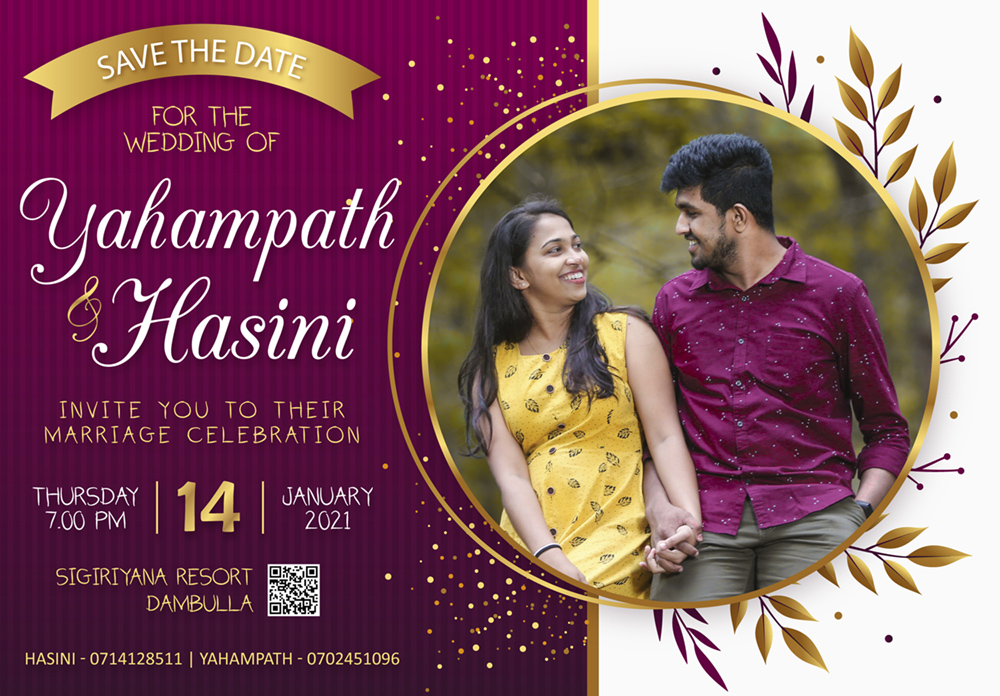 SAVE THE DATE
FOR THE
WEDDING OF
Yahampath
& Hasini
INVITE YOU TO THEIR
MARRIAGE CELEBRATION
THURSDAY
7.00 PM
14
JANUARY
2021
SIGIRIYANA RESORT
DAMBULLA
HASINI - 0714128511 | YAHAMPATH - 0702451096